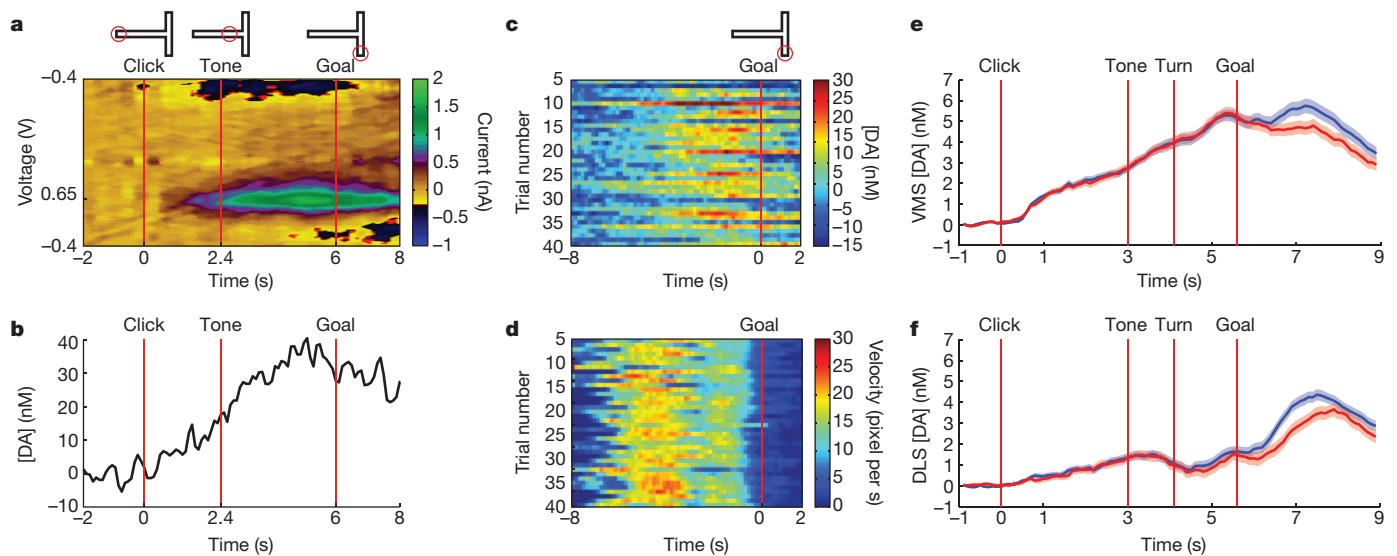 a
Click
Tone
Goal
−0.4
0.65
−0.4
Voltage (V)
−2
0
2.4
6
8
Time (s)
2
1.5
1
0.5
0
−0.5
−1
Current (nA)
b
Click
Tone
Goal
40
30
20
10
0
−10
[DA] (nM)
−2
0
2.4
6
8
Time (s)
c
Goal
5
10
15
20
25
30
35
40
Trial number
−8
0
2
Time (s)
30
25
20
15
10
5
0
−5
−10
−15
[DA] (nM)
d
Goal
5
10
15
20
25
30
35
40
Trial number
−8
0
2
Time (s)
30
25
20
15
10
5
0
Velocity (pixel per s)
e
Click
Tone
Turn
Goal
7
6
5
4
3
2
1
0
−1
VMS [DA] (nM)
−1
0
1
3
5
7
9
Time (s)
f
Click
Tone
Turn
Goal
7
6
5
4
3
2
1
0
−1
DLS [DA] (nM)
−1
0
1
3
5
7
9
Time (s)